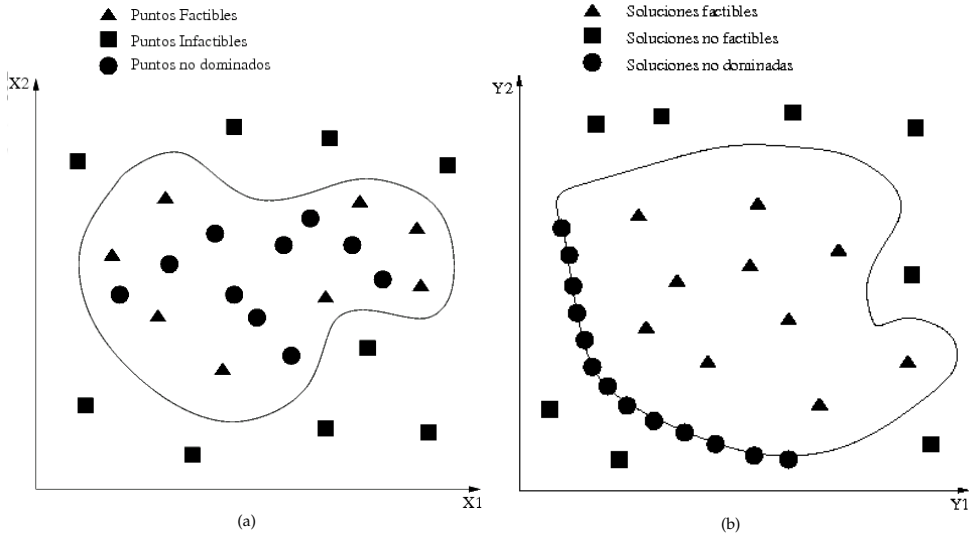 Puntos Factibles
Puntos Infactibles
Puntos no dominados
X2
X1
(a)
Soluciones factibles
Soluciones no factibles
Soluciones no dominadas
Y2
Y1
(b)